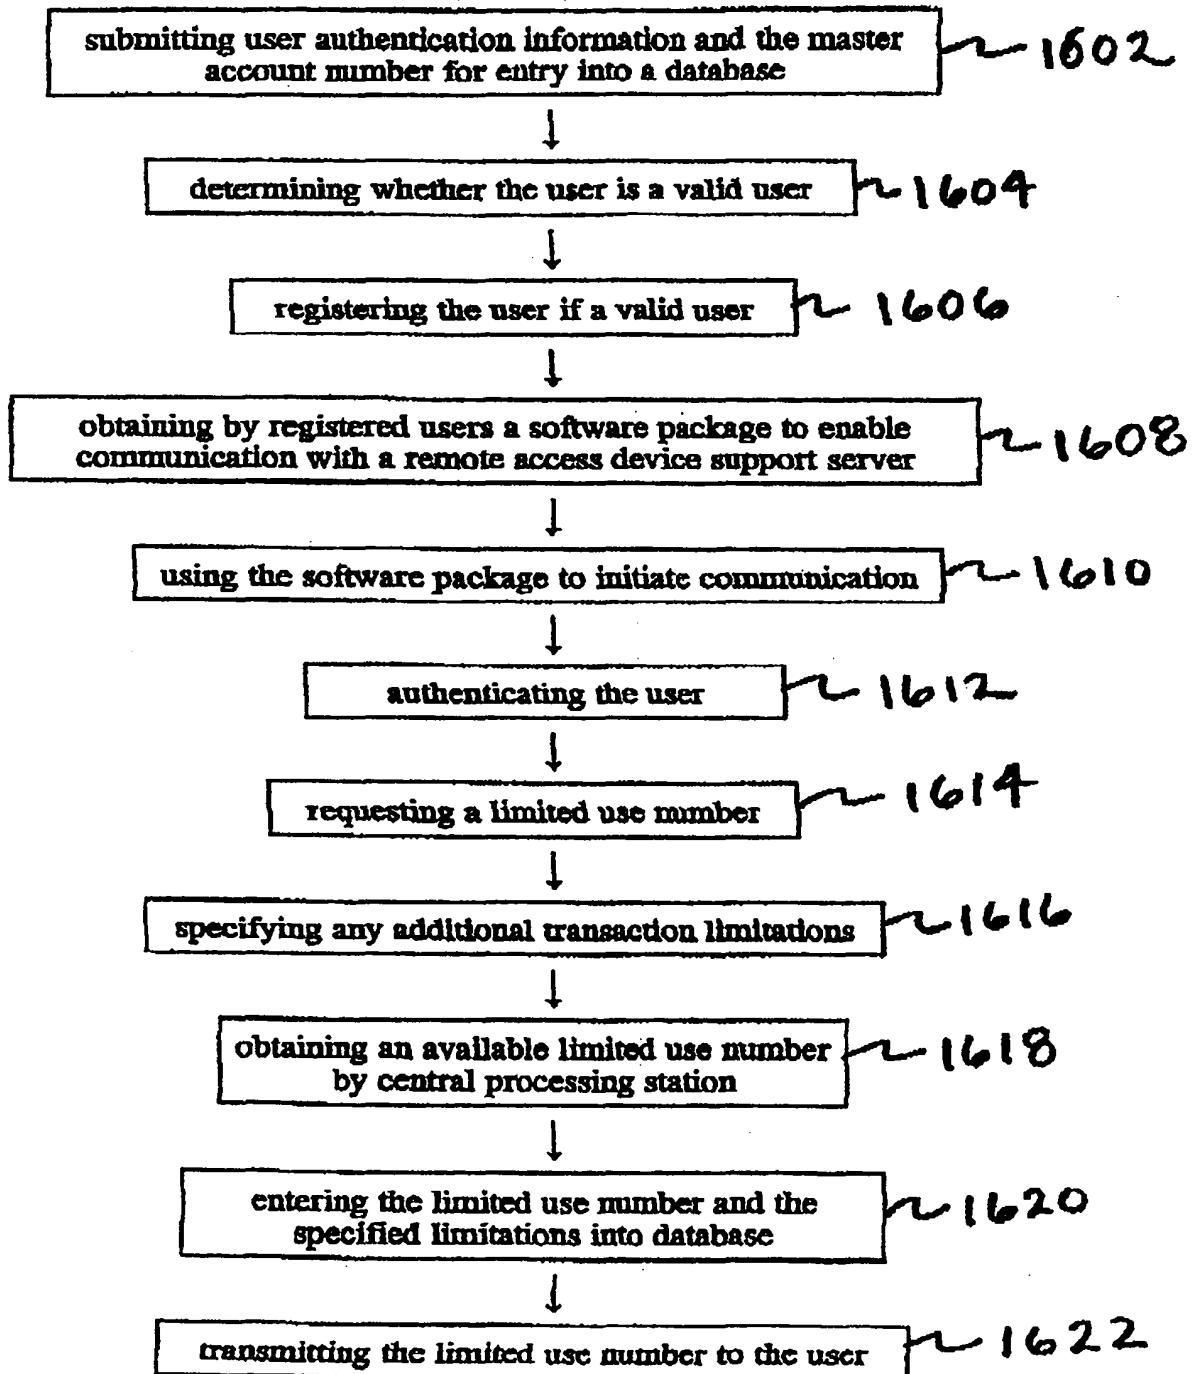 submitting user authentication information and the master
account number for entry into a database
1602
determining whether the user is a valid user
1604
registering the user if a valid user
1606
obtaining by registered users a software package to enable
communication with a remote access device support server
1608
using the software package to initiate communication
1610
authenticating the user
1612
requesting a limited use number
1614
specifying any additional transaction limitations
1616
obtaining an available limited use number
by central processing station
1618
entering the limited use number and the
specified limitations into database
1620
transmitting the limited use number to the user
1622